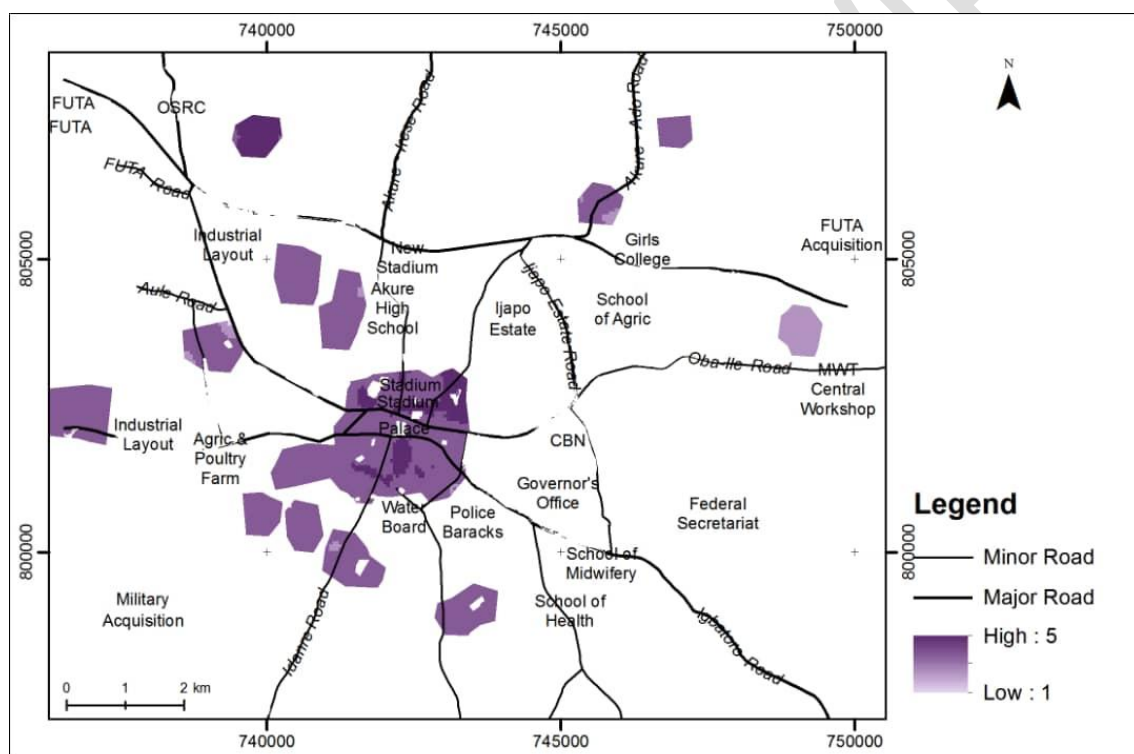 740000
745000
750000
N
FUTA
OSRC
FUTA
FUTA Road
Akure - Irese Road
Akure - Ado Road
805000
805000
Industrial
Layout
New
Stadium
Girls
College
FUTA
Acquisition
Aule Road
Akure
High
School
Ijapo
Estate
Ijapo Estate Road
School
of Agric
Oba-Ile Road
MWT
Central
Workshop
Stadium
Stadium
Palace
Industrial
Layout
Agric &
Poultry
Farm
CBN
Governor's
Office
Water
Board
Police
Baracks
Federal
Secretariat
800000
800000
School of
Midwifery
Military
Acquisition
School of
Health
Idanre Road
Igbatoro Road
0 1 2 km
740000
745000
750000
Legend
Minor Road
Major Road
High : 5
Low : 1